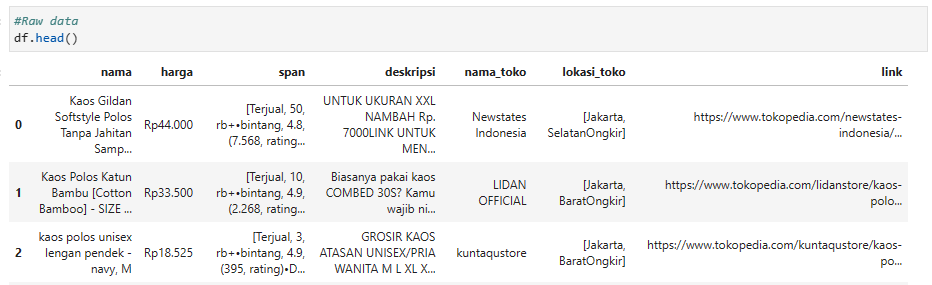 #Raw data
df.head()
nama harga span deskripsi nama_toko lokasi_toko link
0 Kaos Gildan Softstyle Polos Tanpa Jahitan Samp... Rp44.000 [Terjual, 50, rb+•bintang, 4.8, (7.568, rating... UNTUK UKURAN XXL NAMBAH Rp. 7000LINK UNTUK MEN... Newstates Indonesia [Jakarta, SelatanOngkir] https://www.tokopedia.com/newstates-indonesia/...
1 Kaos Polos Katun Bambu [Cotton Bamboo] - SIZE ... Rp33.500 [Terjual, 10, rb+•bintang, 4.9, (2.268, rating... Biasanya pakai kaos COMBED 30S? Kamu wajib ni... LIDAN OFFICIAL [Jakarta, BaratOngkir] https://www.tokopedia.com/lidanstore/kaos-polo...
2 kaos polos unisex lengan pendek - navy, M Rp18.525 [Terjual, 3, rb+•bintang, 4.9, (395, rating)•D... GROSIR KAOS ATASAN UNISEX/PRIA WANITA M L XL X... kuntaqustore [Jakarta, BaratOngkir] https://www.tokopedia.com/kuntaqustore/kaos-po...